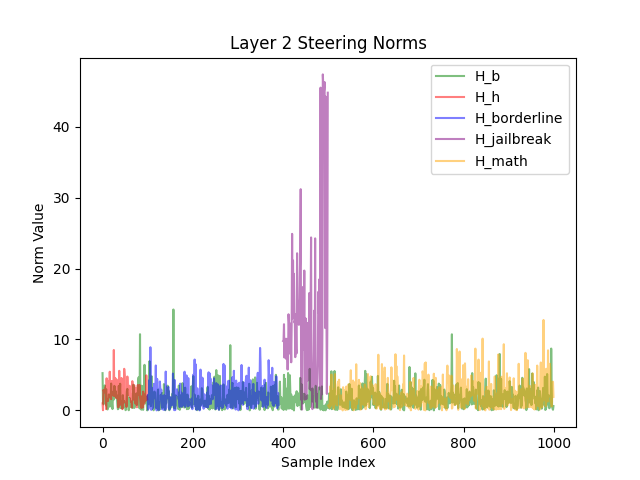 Layer 2 Steering Norms
H_b
H_h
H_borderline
H_jailbreak
H_math
Norm Value
40
30
20
10
0
0
200
400
600
800
1000
Sample Index